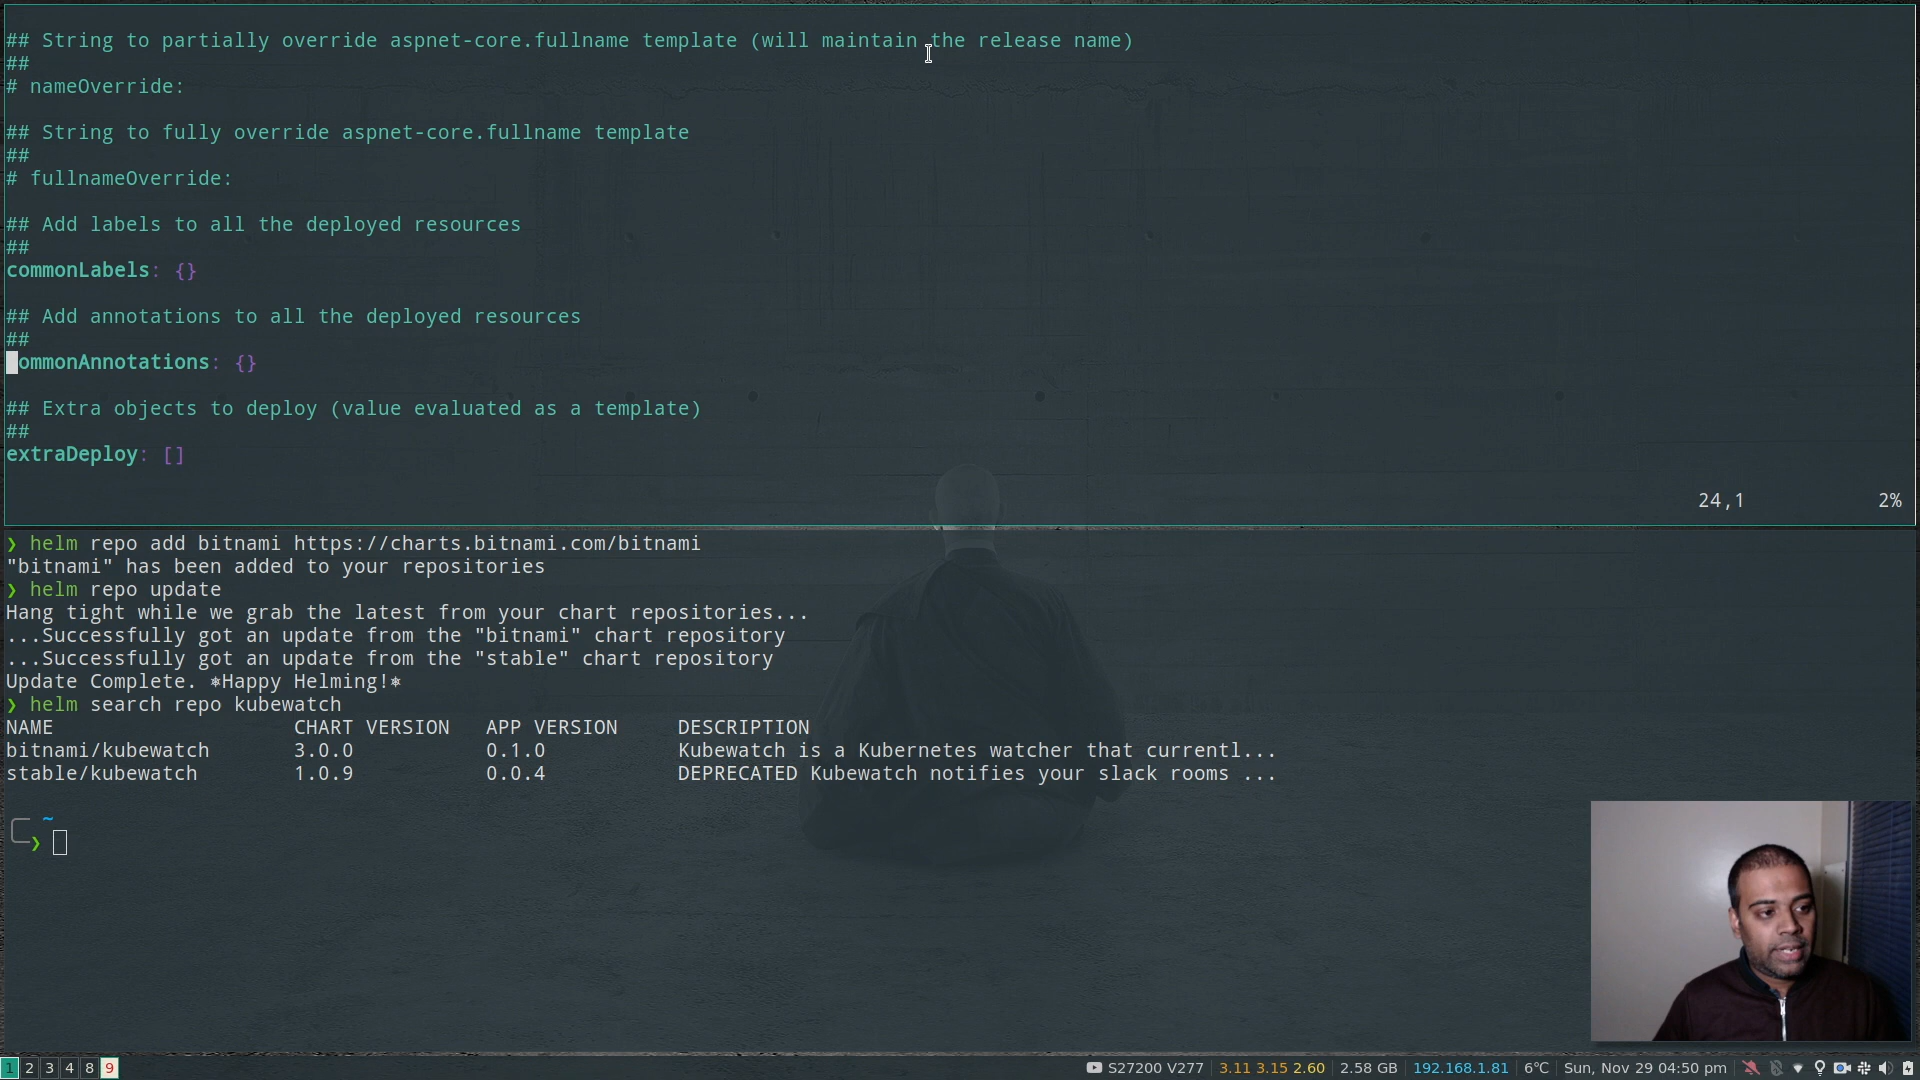 ## String to partially override aspnet-core.fullname template (will maintain the release name)
##
# nameOverride:
## String to fully override aspnet-core.fullname template
##
# fullnameOverride:
## Add labels to all the deployed resources
##
commonLabels: {}
## Add annotations to all the deployed resources
##
commonAnnotations: {}
## Extra objects to deploy (value evaluated as a template)
##
extraDeploy: []
24,1 2%
❯ helm repo add bitnami https://charts.bitnami.com/bitnami
"bitnami" has been added to your repositories
❯ helm repo update
Hang tight while we grab the latest from your chart repositories...
...Successfully got an update from the "bitnami" chart repository
...Successfully got an update from the "stable" chart repository
Update Complete. ⎈Happy Helming!⎈
❯ helm search repo kubewatch
NAME CHART VERSION APP VERSION DESCRIPTION
bitnami/kubewatch 3.0.0 0.1.0 Kubewatch is a Kubernetes watcher that currentl...
stable/kubewatch 1.0.9 0.0.4 DEPRECATED Kubewatch notifies your slack rooms ...
~
❯
1 2 3 4 8 9 S27200 V277 3.11 3.15 2.60 2.58 GB 192.168.1.81 6°C Sun, Nov 29 04:50 pm